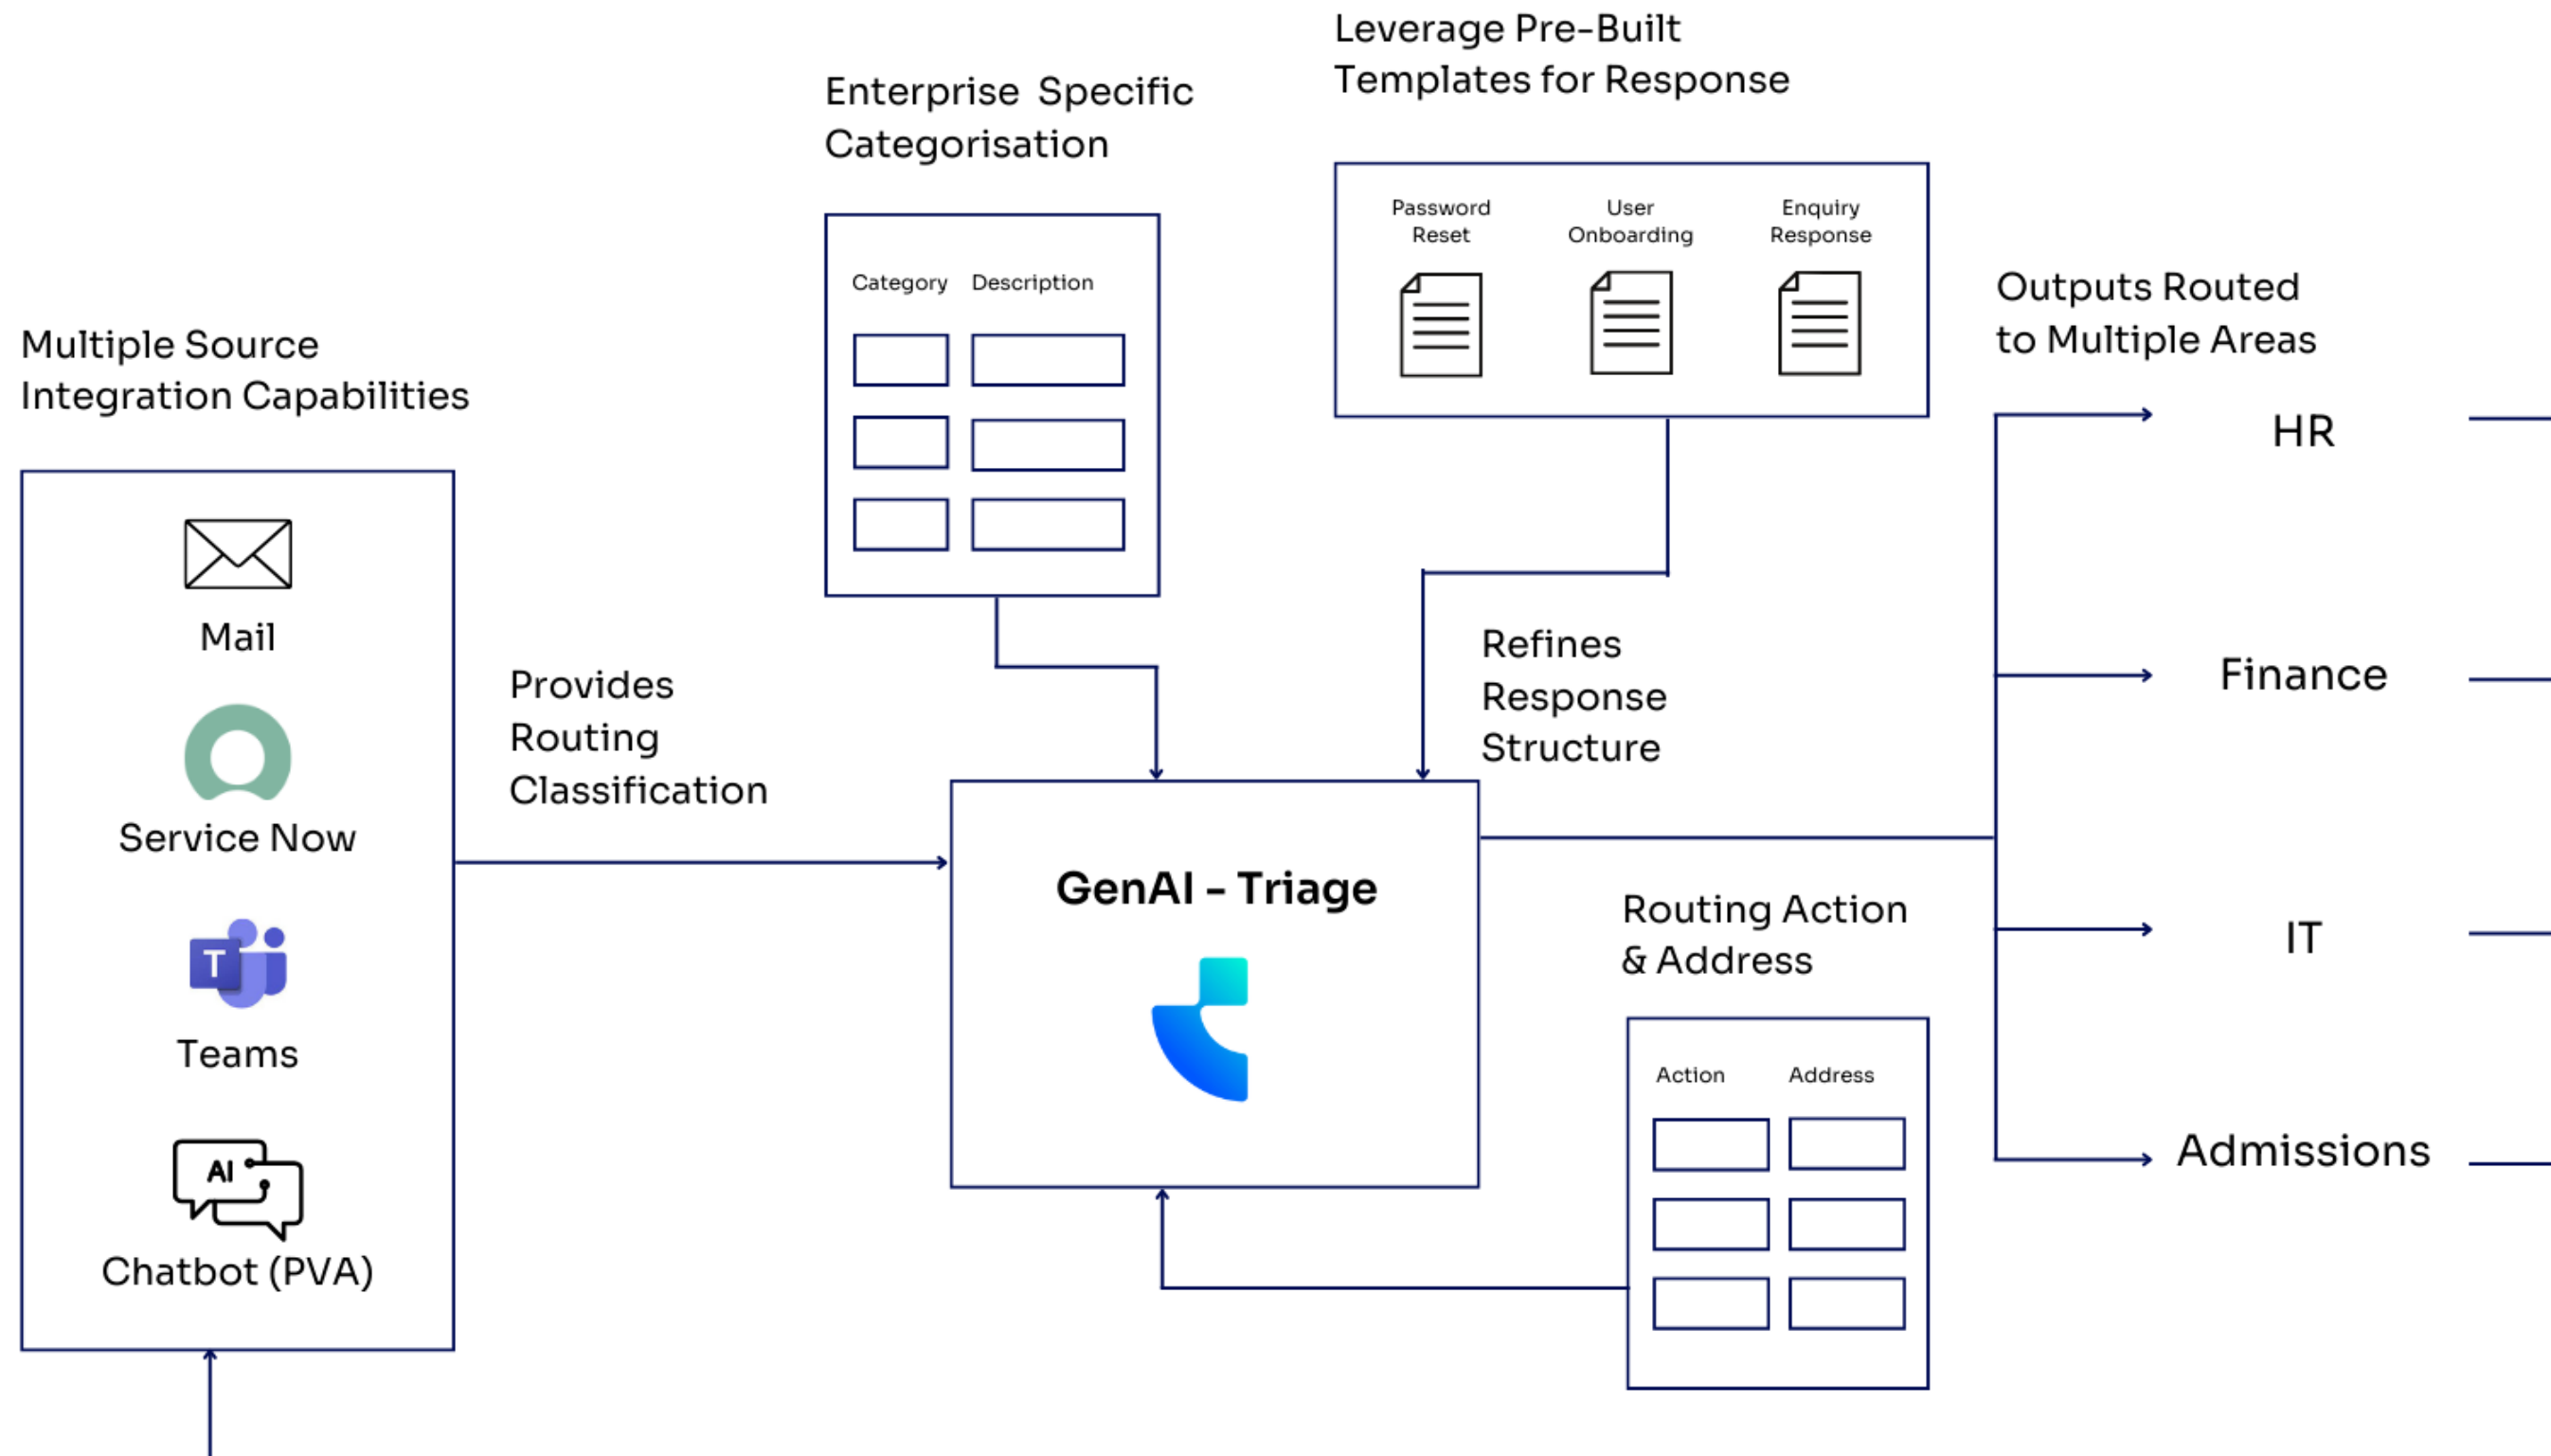 Leverage Pre-Built
Templates for Response
Enterprise Specific
Categorisation
Password
Reset
User
Onboarding
Enquiry
Response
Category Description
Outputs Routed
to Multiple Areas
Multiple Source
Integration Capabilities
HR
Mail
Provides
Routing
Classification
Refines
Response
Structure
Finance
Service Now
GenAI - Triage
Routing Action
& Address
IT
T
Teams
Action Address
Admissions
AI
Chatbot (PVA)